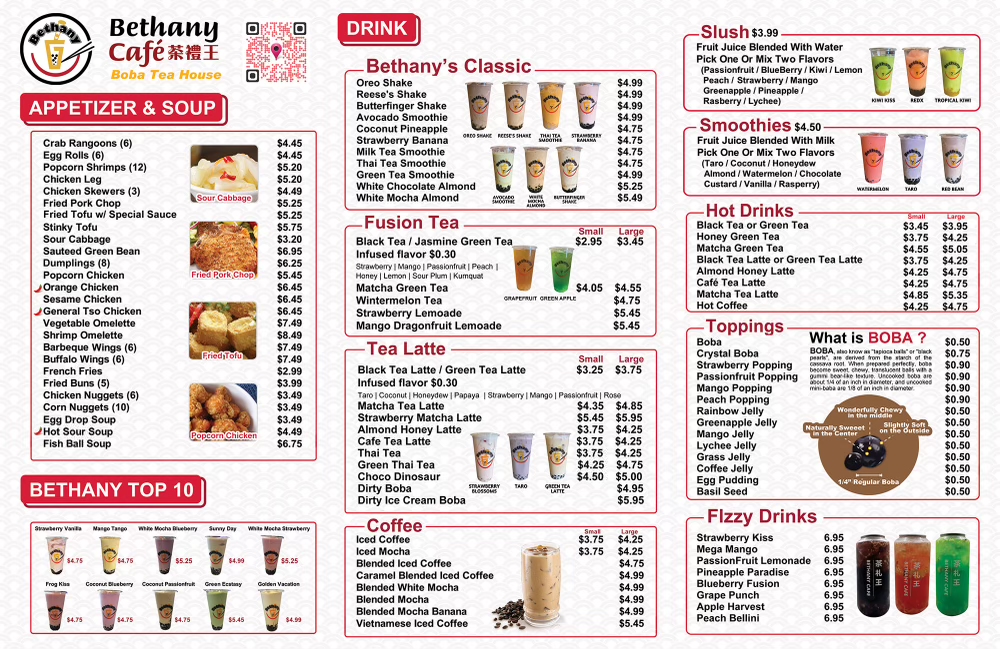 Bethany
Bethany
Café 茶禮王
Boba Tea House
APPETIZER & SOUP
Crab Rangoons (6) $4.45
Egg Rolls (6) $4.45
Popcorn Shrimps (12) $5.20
Chicken Leg $5.20
Chicken Skewers (3) $4.49
Fried Pork Chop $5.25
Fried Tofu w/ Special Sauce $5.25
Stinky Tofu $5.75
Sour Cabbage $3.20
Sauteed Green Bean $6.95
Dumplings (8) $6.25
Popcorn Chicken $5.45
Orange Chicken $6.45
Sesame Chicken $6.45
General Tso Chicken $6.45
Vegetable Omelette $7.49
Shrimp Omelette $8.49
Barbeque Wings (6) $7.49
Buffalo Wings (6) $7.49
French Fries $2.99
Fried Buns (5) $3.99
Chicken Nuggets (6) $3.49
Corn Nuggets (10) $3.49
Egg Drop Soup $3.49
Hot Sour Soup $4.49
Fish Ball Soup $6.75
Sour Cabbage
Fried Pork Chop
Fried Tofu
Popcorn Chicken
BETHANY TOP 10
Strawberry Vanilla Mango Tango White Mocha Blueberry Sunny Day White Mocha Strawberry
$4.75 $4.75 $5.25 $4.99 $5.25
Frog Kiss Coconut Blueberry Coconut Passionfruit Green Ecstasy Golden Vacation
$4.75 $4.75 $4.75 $5.45 $4.99
DRINK
Bethany's Classic
Oreo Shake $4.99
Reese's Shake $4.99
Butterfinger Shake $4.99
Avocado Smoothie $4.99
Coconut Pineapple $4.75
Strawberry Banana $4.75
Milk Tea Smoothie $4.75
Thai Tea Smoothie $4.75
Green Tea Smoothie $4.99
White Chocolate Almond $5.25
White Mocha Almond $5.49
OREO SHAKE REESE'S SHAKE THAI TEA SMOOTHIE STRAWBERRY BANANA
AVOCADO SMOOTHIE WHITE MOCHA ALMOND BUTTERFINGER SHAKE
Fusion Tea
Small Large
Black Tea / Jasmine Green Tea $2.95 $3.45
Infused flavor $0.30
Strawberry | Mango | Passionfruit | Peach |
Honey | Lemon | Sour Plum | Kumquat
Matcha Green Tea $4.05 $4.55
Wintermelon Tea $4.75
Strawberry Lemoade $5.45
Mango Dragonfruit Lemoade $5.45
GRAPEFRUIT GREEN APPLE
Tea Latte
Small Large
Black Tea Latte / Green Tea Latte $3.25 $3.75
Infused flavor $0.30
Taro | Coconut | Honeydew | Papaya | Strawberry | Mango | Passionfruit | Rose
Matcha Tea Latte $4.35 $4.85
Strawberry Matcha Latte $5.45 $5.95
Almond Honey Latte $3.75 $4.25
Cafe Tea Latte $3.75 $4.25
Thai Tea $3.75 $4.25
Green Thai Tea $4.25 $4.75
Choco Dinosaur $4.50 $5.00
Dirty Boba $4.95
Dirty Ice Cream Boba $5.95
STRAWBERRY BLOSSOMS TARO GREEN TEA LATTE
Coffee
Small Large
Iced Coffee $3.75 $4.25
Iced Mocha $3.75 $4.25
Blended Iced Coffee $4.75
Caramel Blended Iced Coffee $4.99
Blended White Mocha $4.99
Blended Mocha $4.99
Blended Mocha Banana $4.99
Vietnamese Iced Coffee $5.45
Slush $3.99
Fruit Juice Blended With Water
Pick One Or Mix Two Flavors
(Passionfruit / BlueBerry / Kiwi / Lemon
Peach / Strawberry / Mango
Greenapple / Pineapple /
Rasberry / Lychee)
KIWI KISS REDX TROPICAL KIWI
Smoothies $4.50
Fruit Juice Blended With Milk
Pick One Or Mix Two Flavors
(Taro / Coconut / Honeydew
Almond / Watermelon / Chocolate
Custard / Vanilla / Rasperry)
WATERMELON TARO RED BEAN
Hot Drinks
Small Large
Black Tea or Green Tea $3.45 $3.95
Honey Green Tea $3.75 $4.25
Matcha Green Tea $4.55 $5.05
Black Tea Latte or Green Tea Latte $3.75 $4.25
Almond Honey Latte $4.25 $4.75
Café Tea Latte $4.25 $4.75
Matcha Tea Latte $4.85 $5.35
Hot Coffee $4.25 $4.75
Toppings
Boba $0.50
Crystal Boba $0.75
Strawberry Popping $0.90
Passionfruit Popping $0.90
Mango Popping $0.90
Peach Popping $0.90
Rainbow Jelly $0.50
Greenapple Jelly $0.50
Mango Jelly $0.50
Lychee Jelly $0.50
Grass Jelly $0.50
Coffee Jelly $0.50
Egg Pudding $0.50
Basil Seed $0.50
What is BOBA ?
BOBA, also know as "tapioca balls" or "black
pearls", are derived from the starch of the
cassava root. When prepared perfectly, boba
become sweet, chewy, translucent balls with a
gummi bear-like texture. Uncooked boba are
about 1/4 of an inch in diameter, and uncooked
mini-boba are 1/8 of an inch in diameter.
Wonderfully Chewy
in the middle
Naturally Sweeet
in the Center
Slightly Soft
on the Outside
1/4" Regular Boba
FIzzy Drinks
Strawberry Kiss 6.95
Mega Mango 6.95
PassionFruit Lemonade 6.95
Pineapple Paradise 6.95
Blueberry Fusion 6.95
Grape Punch 6.95
Apple Harvest 6.95
Peach Bellini 6.95
茶礼王 BETHANY CAFE
茶礼王 BETHANY CAFE
茶礼王 BETHANY CAFE